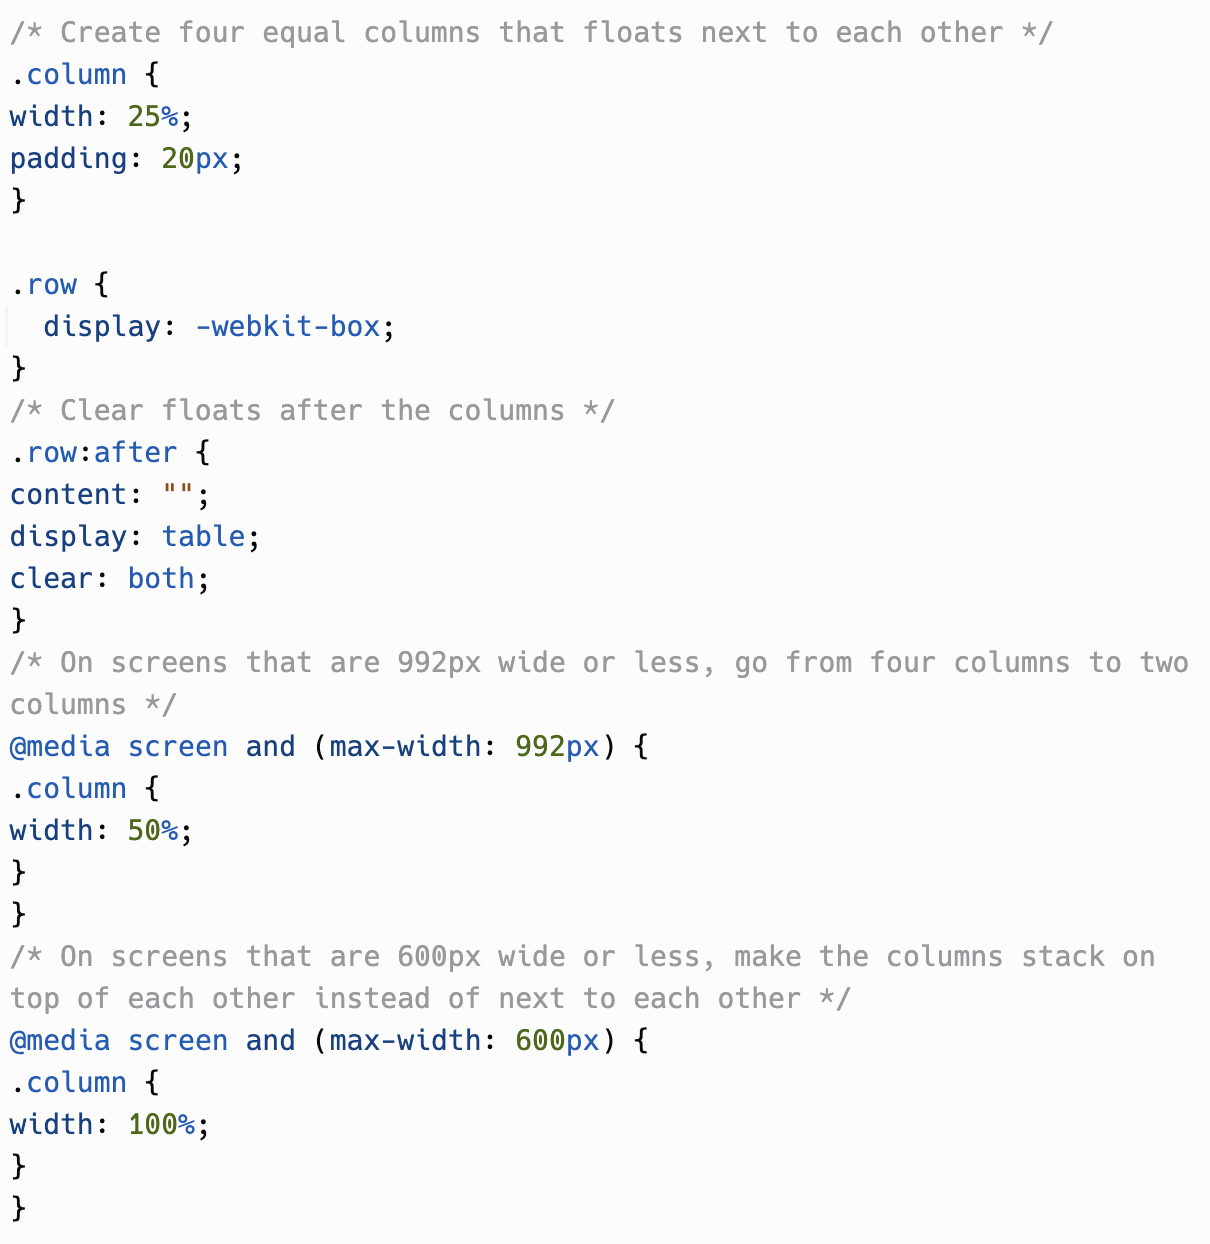 /* Create four equal columns that floats next to each other */
.column {
width: 25%;
padding: 20px;
}

.row {
  display: -webkit-box;
}
/* Clear floats after the columns */
.row:after {
content: "";
display: table;
clear: both;
}
/* On screens that are 992px wide or less, go from four columns to two
columns */
@media screen and (max-width: 992px) {
.column {
width: 50%;
}
}
/* On screens that are 600px wide or less, make the columns stack on
top of each other instead of next to each other */
@media screen and (max-width: 600px) {
.column {
width: 100%;
}
}